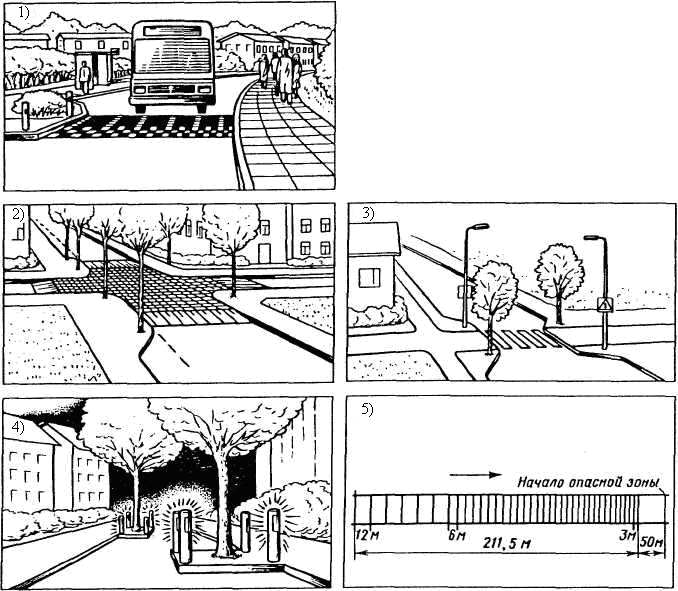 1)
2)
3)
4)
5)
Начало опасной зоны
12м
6м
3м
211,5 м
50м